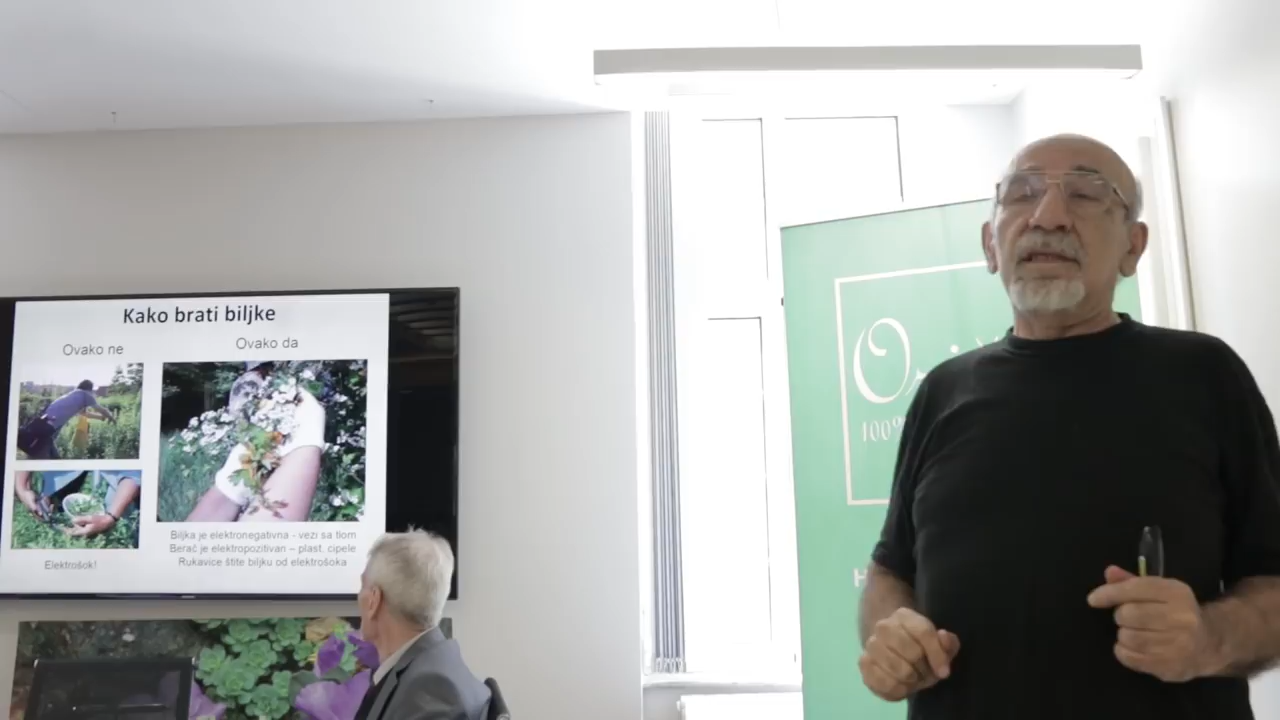 Kako brati biljke
Ovako ne
Ovako da
Biljka je elektronegativna - vezi sa tlom
Berač je elektropozitivan – plast. cipele
Rukavice štite biljku od elektrošoka
Elektrošok!
100%
H